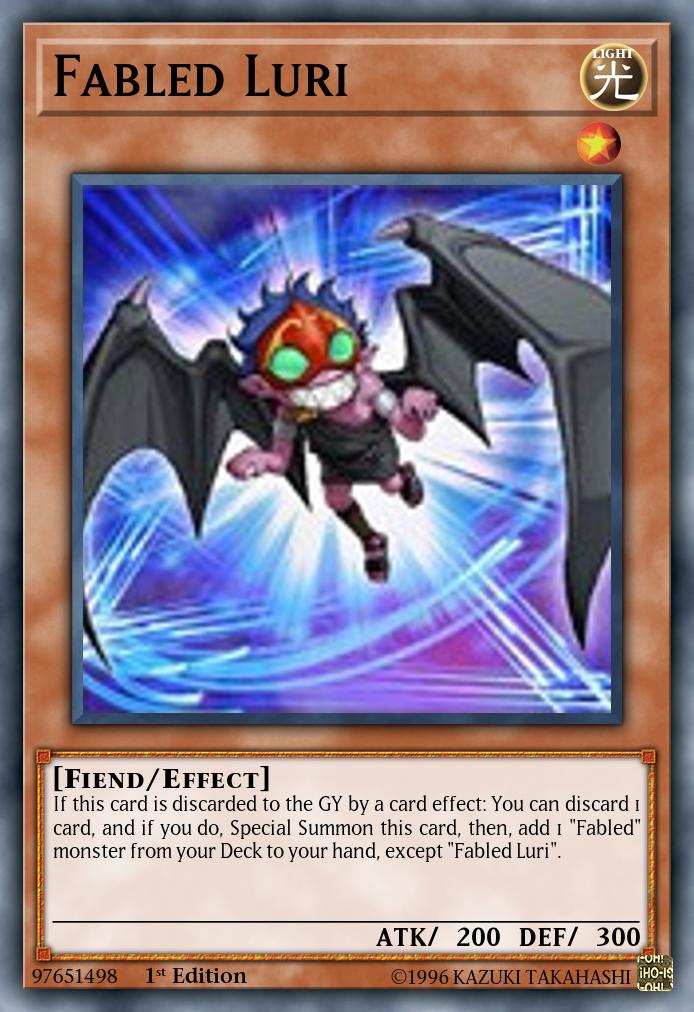 FABLED LURI
LIGHT
光
[FIEND/EFFECT]
If this card is discarded to the GY by a card effect: You can discard 1
card, and if you do, Special Summon this card, then, add 1 "Fabled"
monster from your Deck to your hand, except "Fabled Luri".
ATK/ 200 DEF/ 300
97651498 1st Edition ©1996 KAZUKI TAKAHASHI